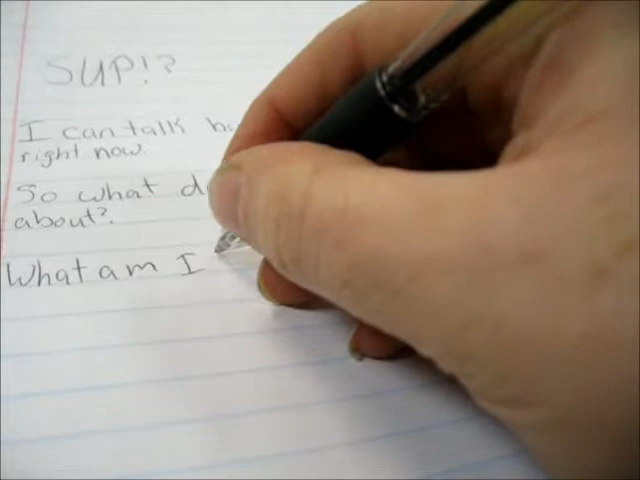 SUP!?
I can talk
right now.
So what
about?.
What am I